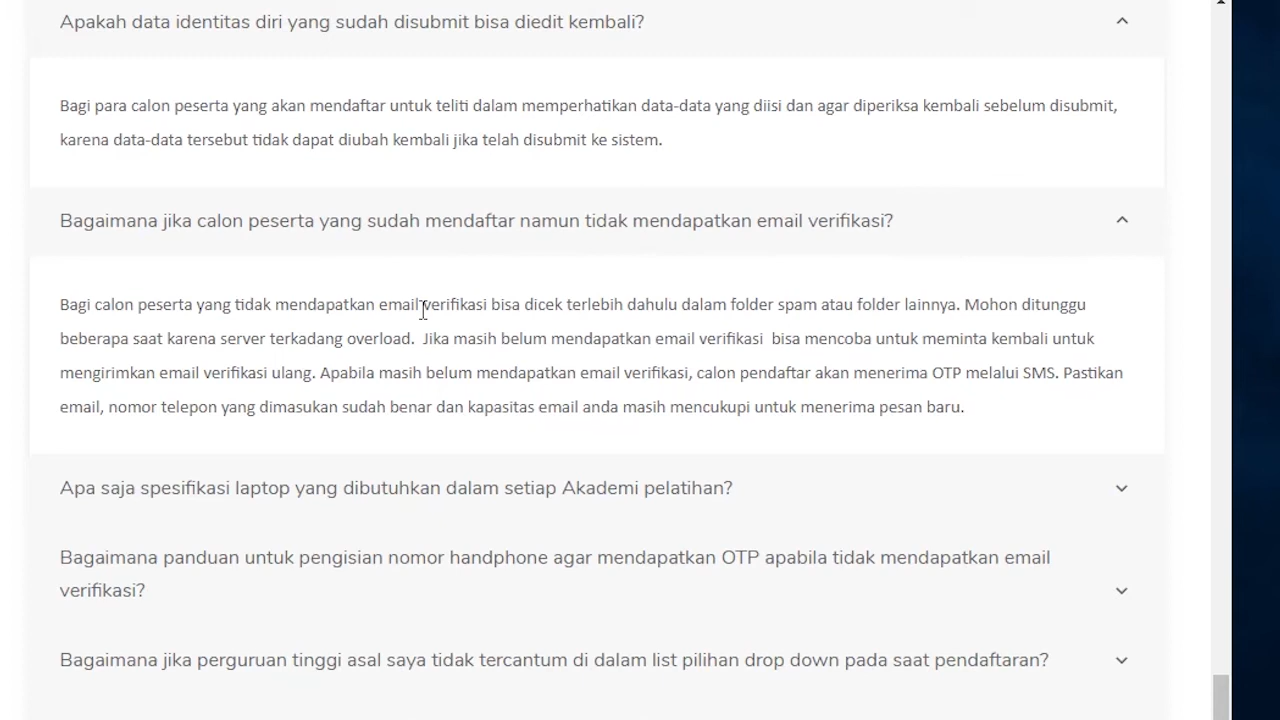 Apakah data identitas diri yang sudah disubmit bisa diedit kembali?
Bagi para calon peserta yang akan mendaftar untuk teliti dalam memperhatikan data-data yang diisi dan agar diperiksa kembali sebelum disubmit,
karena data-data tersebut tidak dapat diubah kembali jika telah disubmit ke sistem.
Bagaimana jika calon peserta yang sudah mendaftar namun tidak mendapatkan email verifikasi?
Bagi calon peserta yang tidak mendapatkan email verifikasi bisa dicek terlebih dahulu dalam folder spam atau folder lainnya. Mohon ditunggu
beberapa saat karena server terkadang overload.  Jika masih belum mendapatkan email verifikasi  bisa mencoba untuk meminta kembali untuk
mengirimkan email verifikasi ulang. Apabila masih belum mendapatkan email verifikasi, calon pendaftar akan menerima OTP melalui SMS. Pastikan
email, nomor telepon yang dimasukan sudah benar dan kapasitas email anda masih mencukupi untuk menerima pesan baru.
Apa saja spesifikasi laptop yang dibutuhkan dalam setiap Akademi pelatihan?
Bagaimana panduan untuk pengisian nomor handphone agar mendapatkan OTP apabila tidak mendapatkan email
verifikasi?
Bagaimana jika perguruan tinggi asal saya tidak tercantum di dalam list pilihan drop down pada saat pendaftaran?